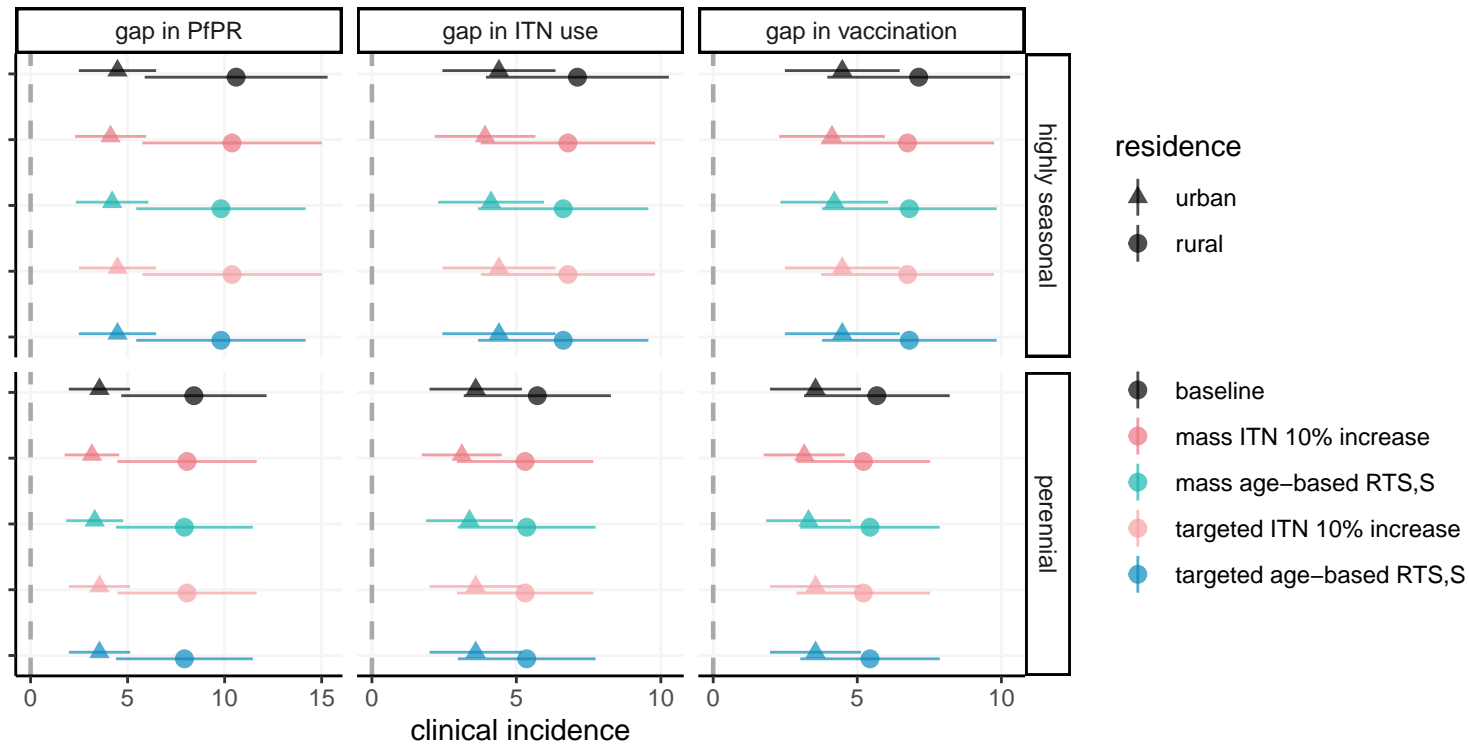 gap in PfPR
gap in ITN use
gap in vaccination
highly seasonal
perennial
0 5 10 15
0 5 10
0 5 10
clinical incidence
residence
urban
rural
baseline
mass ITN 10% increase
mass age−based RTS,S
targeted ITN 10% increase
targeted age−based RTS,S